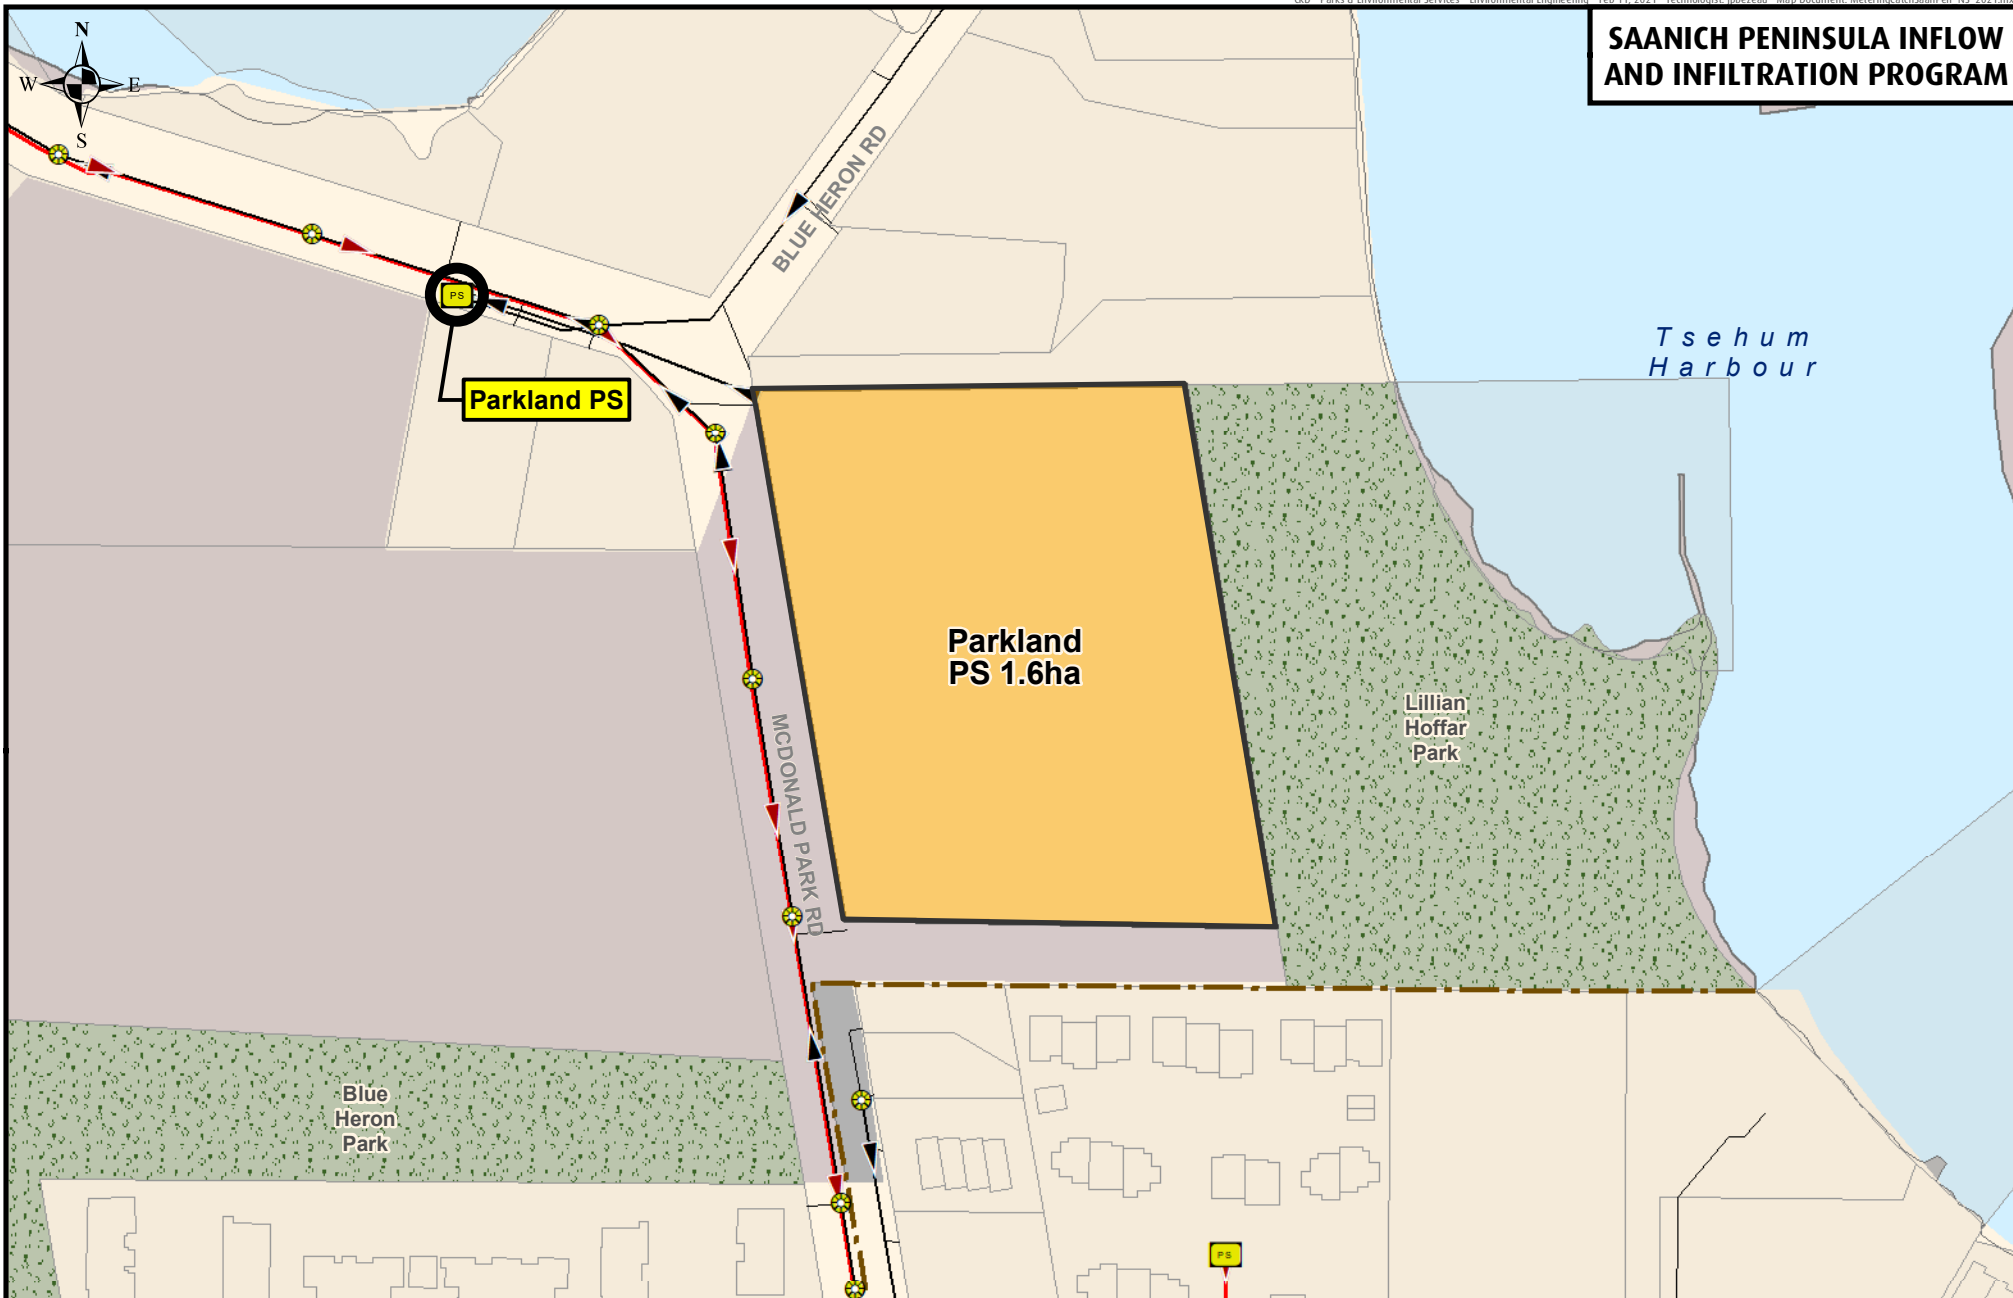 SAANICH PENINSULA INFLOW
AND INFILTRATION PROGRAM
N
W
E
S
BLUE HERON RD
PS
Parkland PS
Tsehum
Harbour
Parkland
PS 1.6ha
Lillian
Hoffar
Park
MCDONALD PARK RD
Blue
Heron
Park
PS